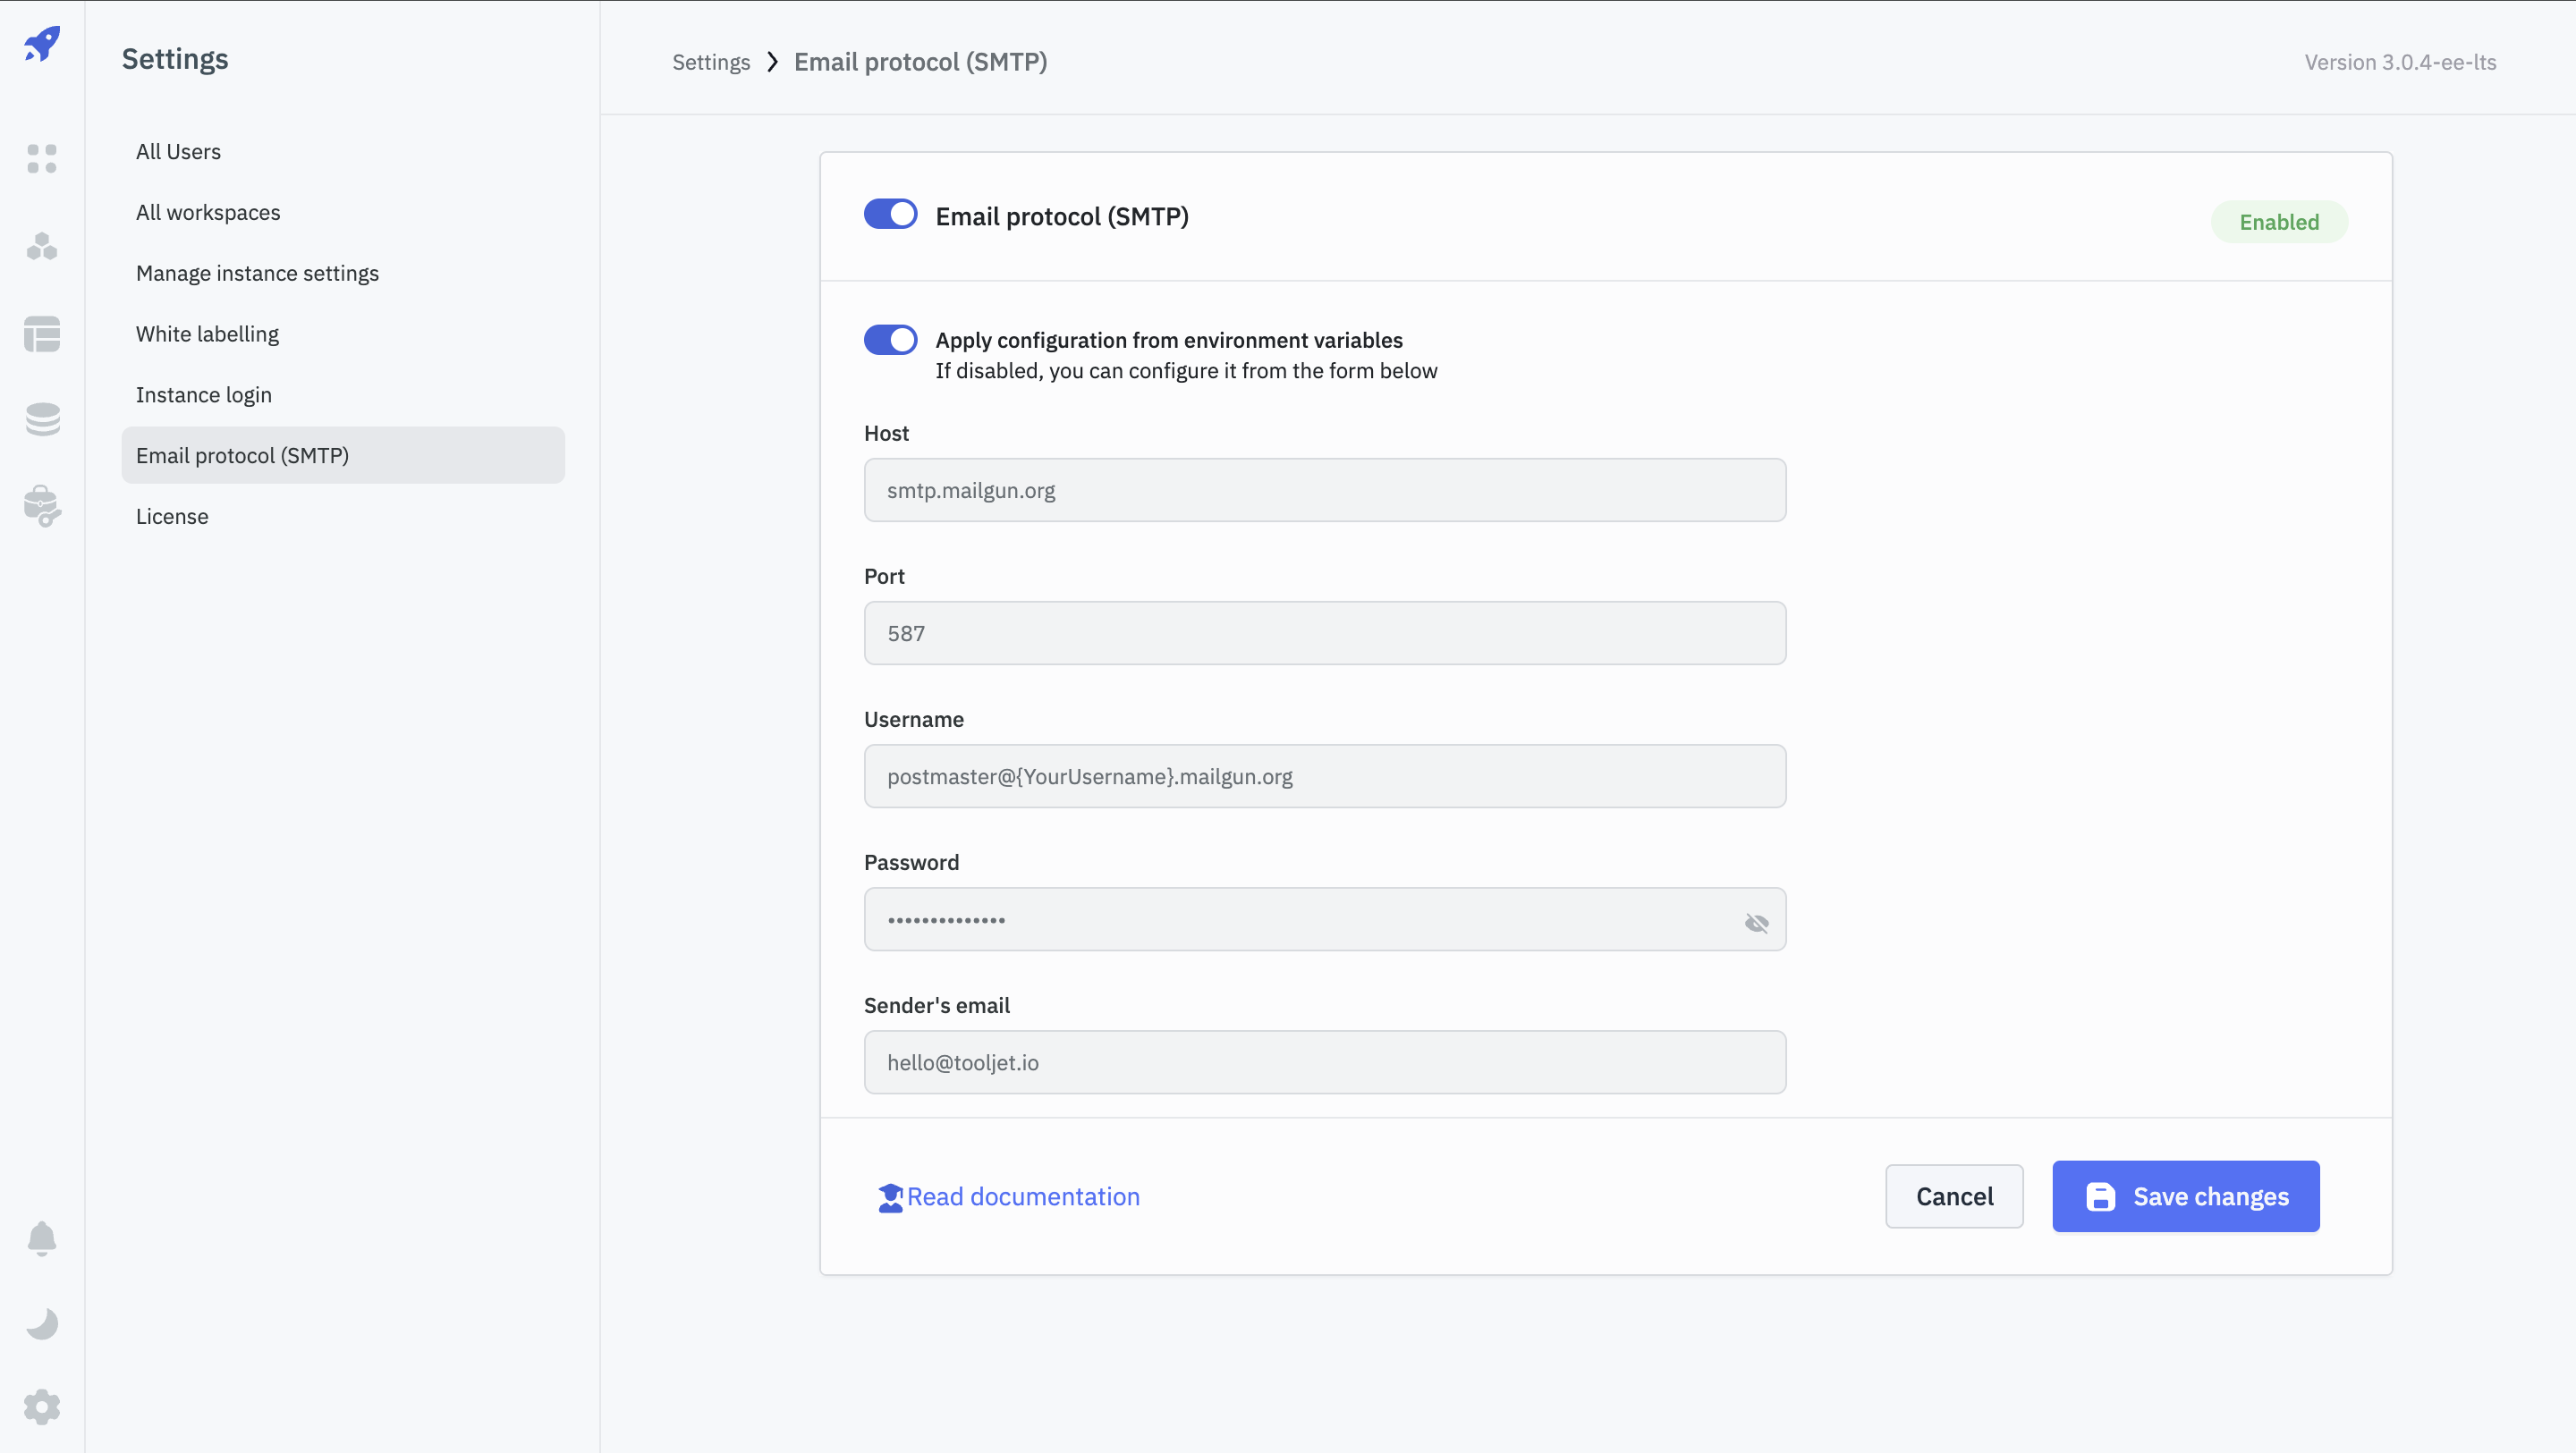 Settings
All Users
All workspaces
Manage instance settings
White labelling
Instance login
Email protocol (SMTP)
License
Settings Email protocol (SMTP)
Version 3.0.4-ee-lts
Email protocol (SMTP)
Enabled
Apply configuration from environment variables
If disabled, you can configure it from the form below
Host
smtp.mailgun.org
Port
587
Username
postmaster@{YourUsername}.mailgun.org
Password
••••••••••••••
Sender's email
hello@tooljet.io
Read documentation
Cancel
Save changes